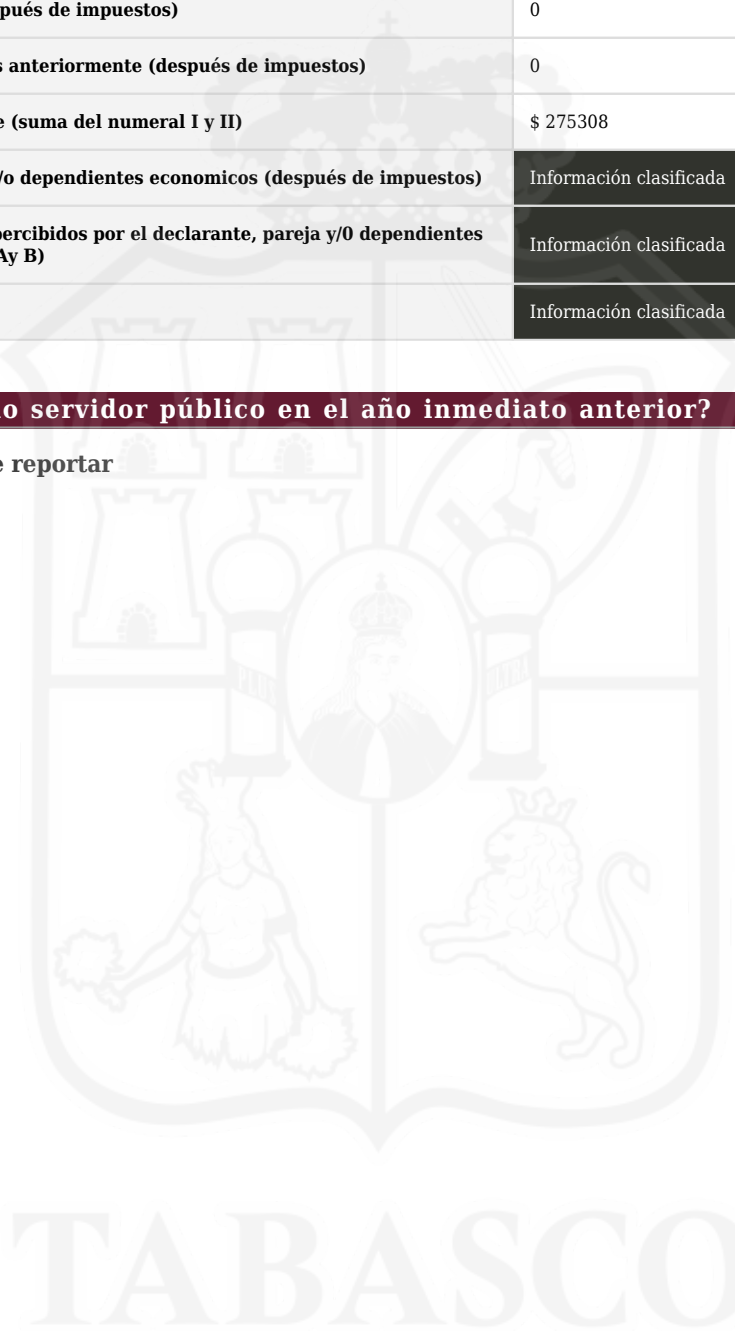 pués de impuestos) 0
s anteriormente (después de impuestos) 0
e (suma del numeral I y II) $ 275308
/o dependientes economicos (después de impuestos) Información clasificada
percibidos por el declarante, pareja y/0 dependientes
Ay B) Información clasificada
Información clasificada
o servidor público en el año inmediato anterior?
e reportar
PLUS ULTRA
TABASCO